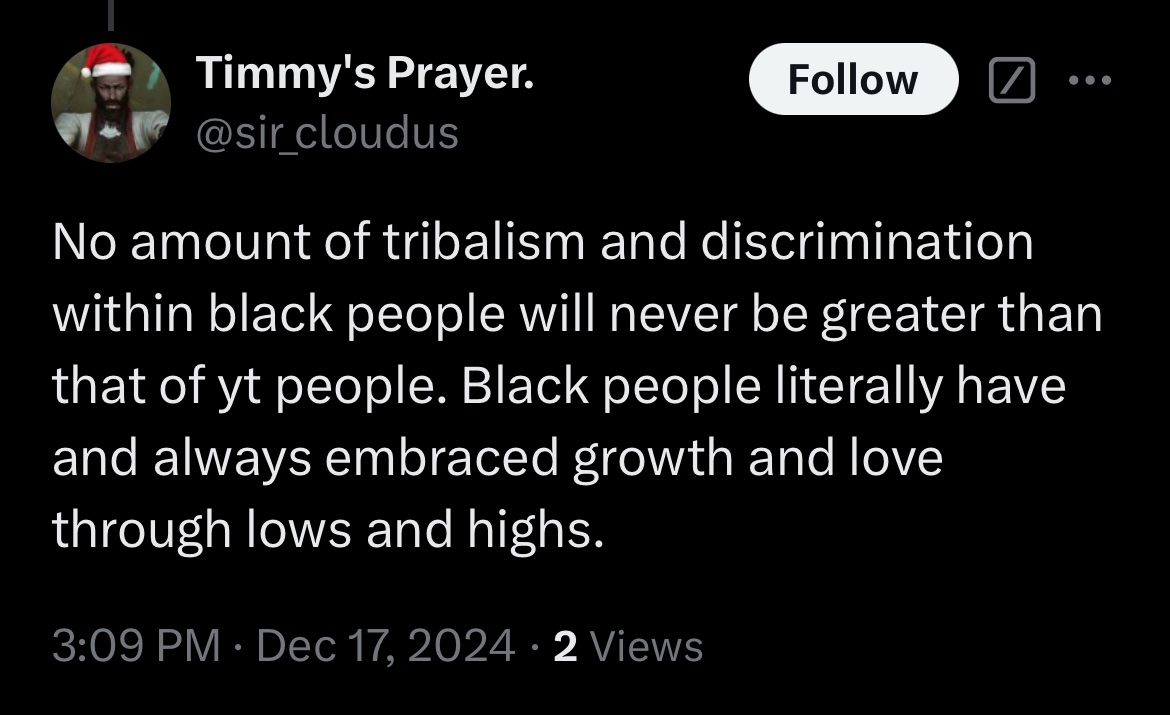 Timmy's Prayer.
Follow
@sir_cloudus
No amount of tribalism and discrimination
within black people will never be greater than
that of yt people. Black people literally have
and always embraced growth and love
through lows and highs.
3:09 PM · Dec 17, 2024 · 2 Views